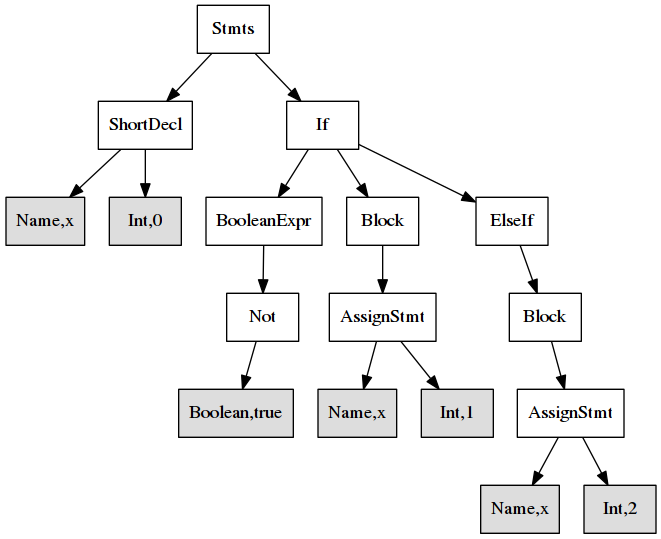 Stmts
ShortDecl
If
Name,x
Int,0
BooleanExpr
Block
ElseIf
Not
AssignStmt
Block
Boolean,true
Name,x
Int,1
AssignStmt
Name,x
Int,2